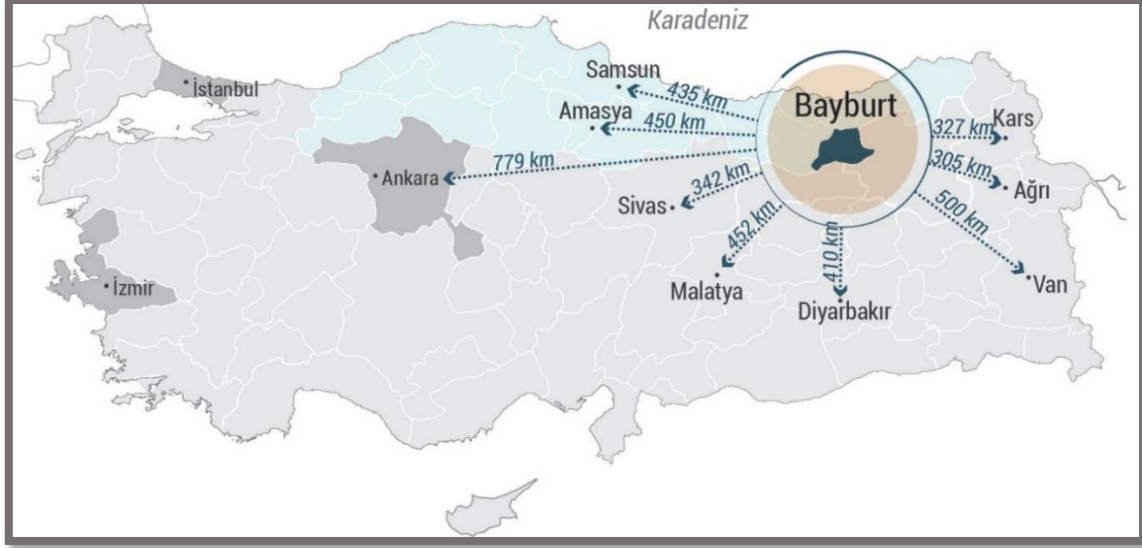 Karadeniz
İstanbul
Samsun
435 km
Amasya
450 km
Bayburt
327 km
Kars
779 km
Ankara
342 km
Sivas
305 km
Ağrı
500 km
452 km
410 km
İzmir
Malatya
Diyarbakır
Van